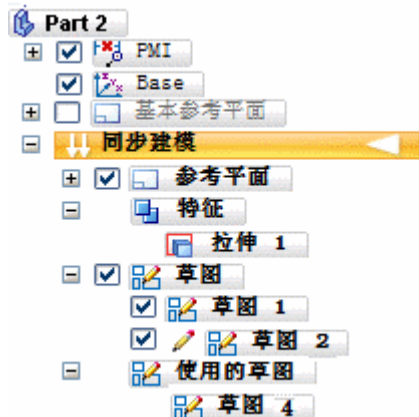 Part 2
PMI
Base
基本参考平面
同步建模
参考平面
特征
拉伸 1
草图
草图 1
草图 2
使用的草图
草图 4